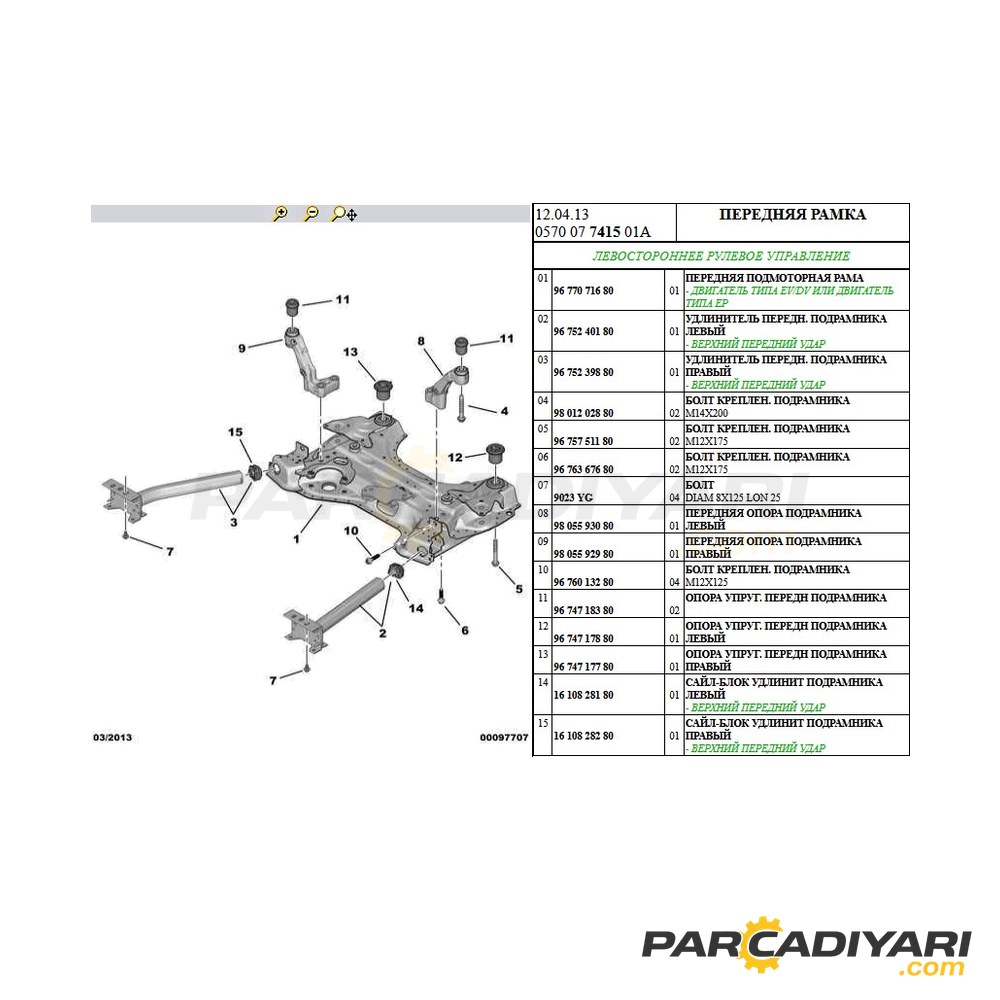 12.04.13
0570 07 7415 01A
ПЕРЕДНЯЯ РАМКА
ЛЕВОСТОРОННЕЕ РУЛЕВОЕ УПРАВЛЕНИЕ
01 96 770 716 80 01 ПЕРЕДНЯЯ ПОДМОТОРНАЯ РАМА
- ДВИГАТЕЛЬ ТИПА EV/DV ИЛИ ДВИГАТЕЛЬ
ТИПА EP
02 96 752 401 80 01 УДЛИНИТЕЛЬ ПЕРЕДН. ПОДРАМНИКА
ЛЕВЫЙ
- ВЕРХНИЙ ПЕРЕДНИЙ УДАР
03 96 752 398 80 01 УДЛИНИТЕЛЬ ПЕРЕДН. ПОДРАМНИКА
ПРАВЫЙ
- ВЕРХНИЙ ПЕРЕДНИЙ УДАР
04 98 012 028 80 02 БОЛТ КРЕПЛЕН. ПОДРАМНИКА
M14X200
05 96 757 511 80 02 БОЛТ КРЕПЛЕН. ПОДРАМНИКА
M12X175
06 96 763 676 80 02 БОЛТ КРЕПЛЕН. ПОДРАМНИКА
M12X175
07 9023 YG 04 БОЛТ
DIAM 8X125 LON 25
08 98 055 930 80 01 ПЕРЕДНЯЯ ОПОРА ПОДРАМНИКА
ЛЕВЫЙ
09 98 055 929 80 01 ПЕРЕДНЯЯ ОПОРА ПОДРАМНИКА
ПРАВЫЙ
10 96 760 132 80 04 БОЛТ КРЕПЛЕН. ПОДРАМНИКА
M12X125
11 96 747 183 80 02 ОПОРА УПРУГ. ПЕРЕДН ПОДРАМНИКА
12 96 747 178 80 01 ОПОРА УПРУГ. ПЕРЕДН ПОДРАМНИКА
ЛЕВЫЙ
13 96 747 177 80 01 ОПОРА УПРУГ. ПЕРЕДН ПОДРАМНИКА
ПРАВЫЙ
14 16 108 281 80 01 САЙЛ-БЛОК УДЛИНИТ ПОДРАМНИКА
ЛЕВЫЙ
- ВЕРХНИЙ ПЕРЕДНИЙ УДАР
15 16 108 282 80 01 САЙЛ-БЛОК УДЛИНИТ ПОДРАМНИКА
ПРАВЫЙ
- ВЕРХНИЙ ПЕРЕДНИЙ УДАР
11
9
13
8
11
4
15
12
3
7
1
10
5
14
2
6
7
03/2013
00097707
PARCADIYARI
PARCADIYARI
.com